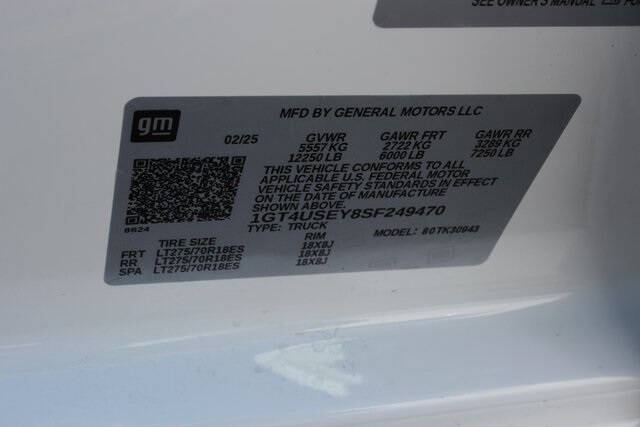 SEE OWNER'S MANUAL
gm
MFD BY GENERAL MOTORS LLC
02/25 GVWR GAWR FRT GAWR RR
5557 KG 2722 KG 3289 KG
12250 LB 6000 LB 7250 LB
THIS VEHICLE CONFORMS TO ALL
APPLICABLE U.S. FEDERAL MOTOR
VEHICLE SAFETY STANDARDS IN EFFECT
ON THE DATE OF MANUFACTURE
SHOWN ABOVE.
1GT4USEY8SF249470
8624
TYPE: TRUCK MODEL: 80TK30943
TIRE SIZE RIM
FRT LT275/70R18ES 18X8J
RR LT275/70R18ES 18X8J
SPA LT275/70R18ES 18X8J